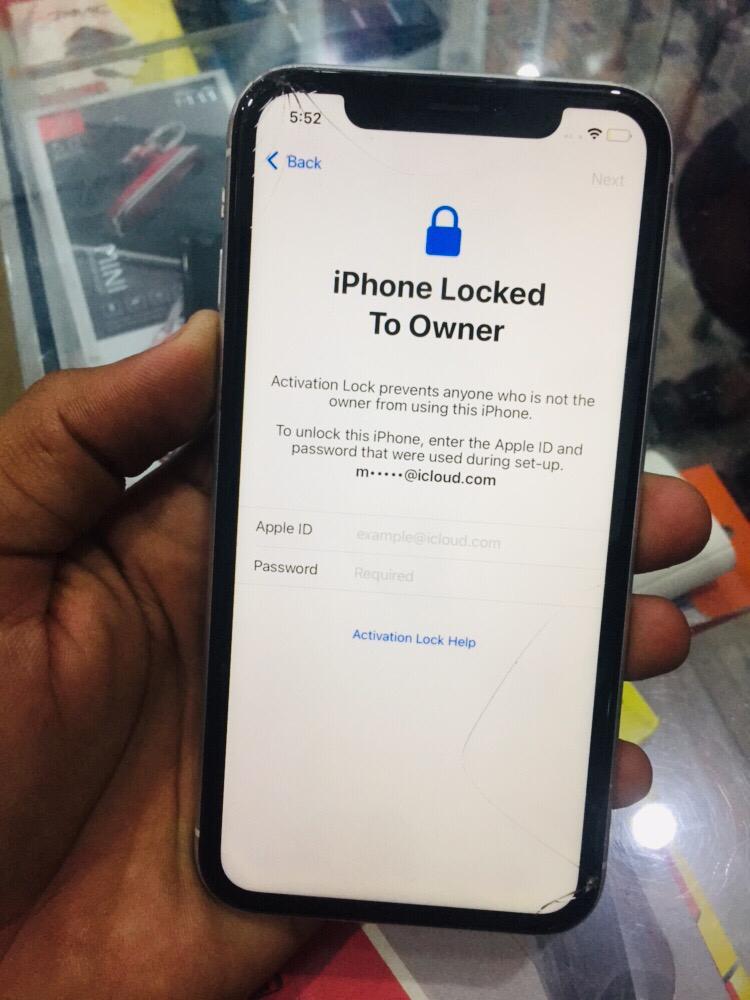 5:52
Back
Next
iPhone Locked
To Owner
Activation Lock prevents anyone who is not the
owner from using this iPhone.
To unlock this iPhone, enter the Apple ID and
password that were used during set-up.
m•••••@icloud.com
Apple ID example@icloud.com
Password Required
Activation Lock Help
MINI